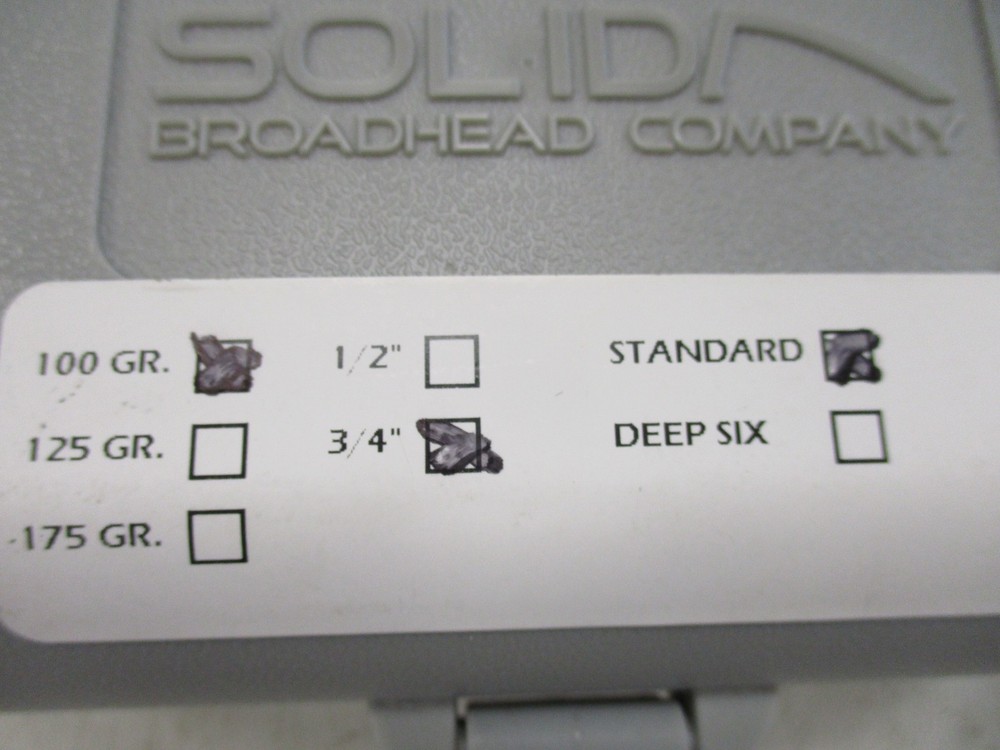 SOLID
BROADHEAD COMPANY
100 GR. 1/2" STANDARD
125 GR. 3/4" DEEP SIX
175 GR.